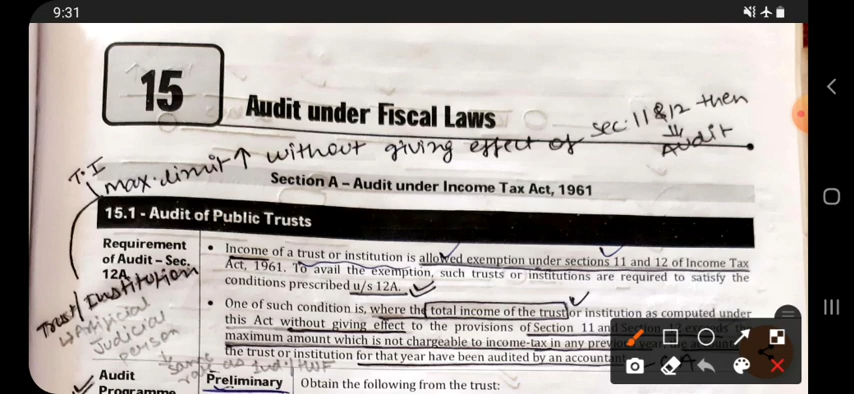 9:31
15
Audit under Fiscal Laws
T.I
max. limit ↑ without giving effect of sec. 11 & 12 then
⇓
Audit
Section A – Audit under Income Tax Act, 1961
15.1 - Audit of Public Trusts
Requirement
of Audit – Sec.
12A
Trust/Institution
↳ Artificial
Judicial
person
same
rate as Indi/HUF
• Income of a trust or institution is allowed exemption under sections 11 and 12 of Income Tax
Act, 1961. To avail the exemption, such trusts or institutions are required to satisfy the
conditions prescribed u/s 12A.
• One of such condition is, where the total income of the trust or institution as computed under
this Act without giving effect to the provisions of Section 11 and
maximum amount which is not chargeable to income-tax in any
the trust or institution for that year have been audited by an
Audit
Programme
Preliminary
Obtain the following from the trust: